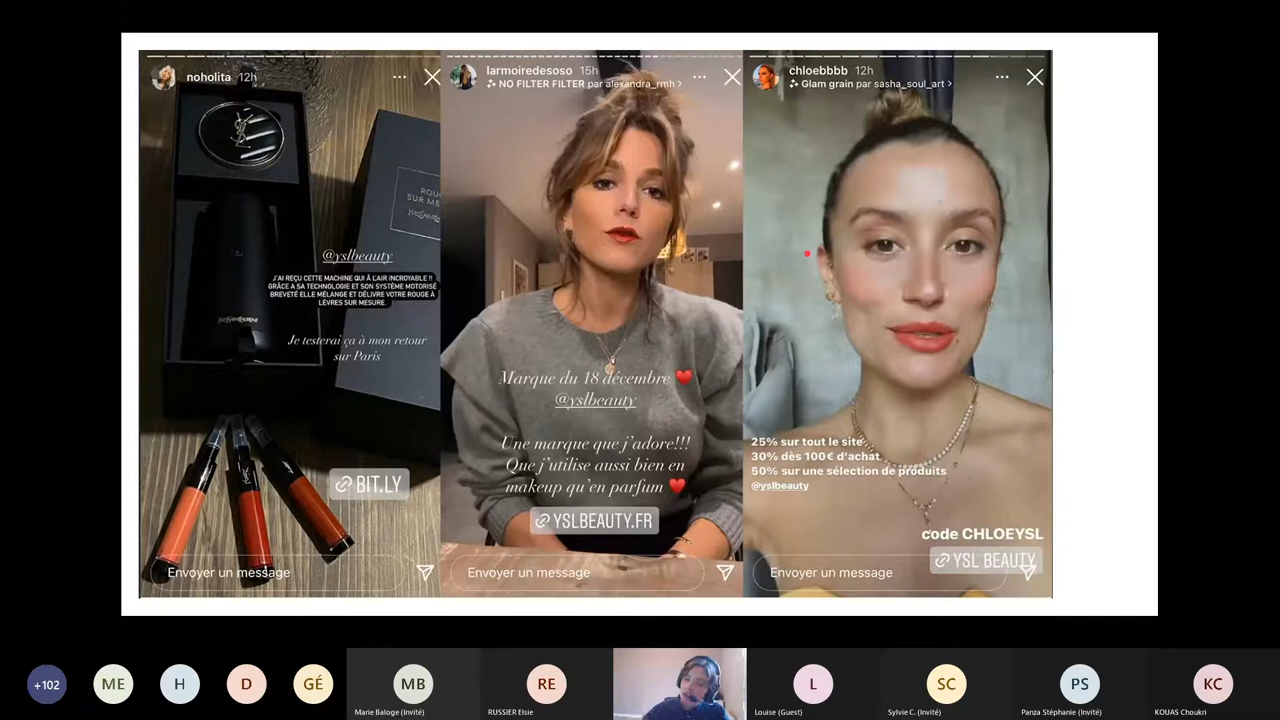 noholita 12h
@yslbeauty
J'AI REÇU CETTE MACHINE QUI À L'AIR INCROYABLE !!
GRÂCE A SA TECHNOLOGIE ET SON SYSTÈME MOTORISÉ
BREVETÉ ELLE MÉLANGE ET DÉLIVRE VOTRE ROUGE À
LÈVRES SUR MESURE.
Je testerai ça à mon retour
sur Paris
BIT.LY
Envoyer un message
larmoiredesoso 15h
NO FILTER FILTER par alexandra_rmh >
Marque du 18 décembre
@yslbeauty
Une marque que j'adore!!!
Que j'utilise aussi bien en
makeup qu'en parfum
YSLBEAUTY.FR
Envoyer un message
chloebbbb 12h
Glam grain par sasha_soul_art >
25% sur tout le site
30% dès 100€ d'achat
50% sur une sélection de produits
@yslbeauty
code CHLOEYSL
YSL BEAUTY
Envoyer un message
+102
ME
H
D
GÉ
MB
Marie Baloge (Invité)
RE
RUSSIER Elsie
L
Louise (Guest)
SC
Sylvie C. (Invité)
PS
Panza Stéphanie (Invité)
KC
KOUAS Choukri